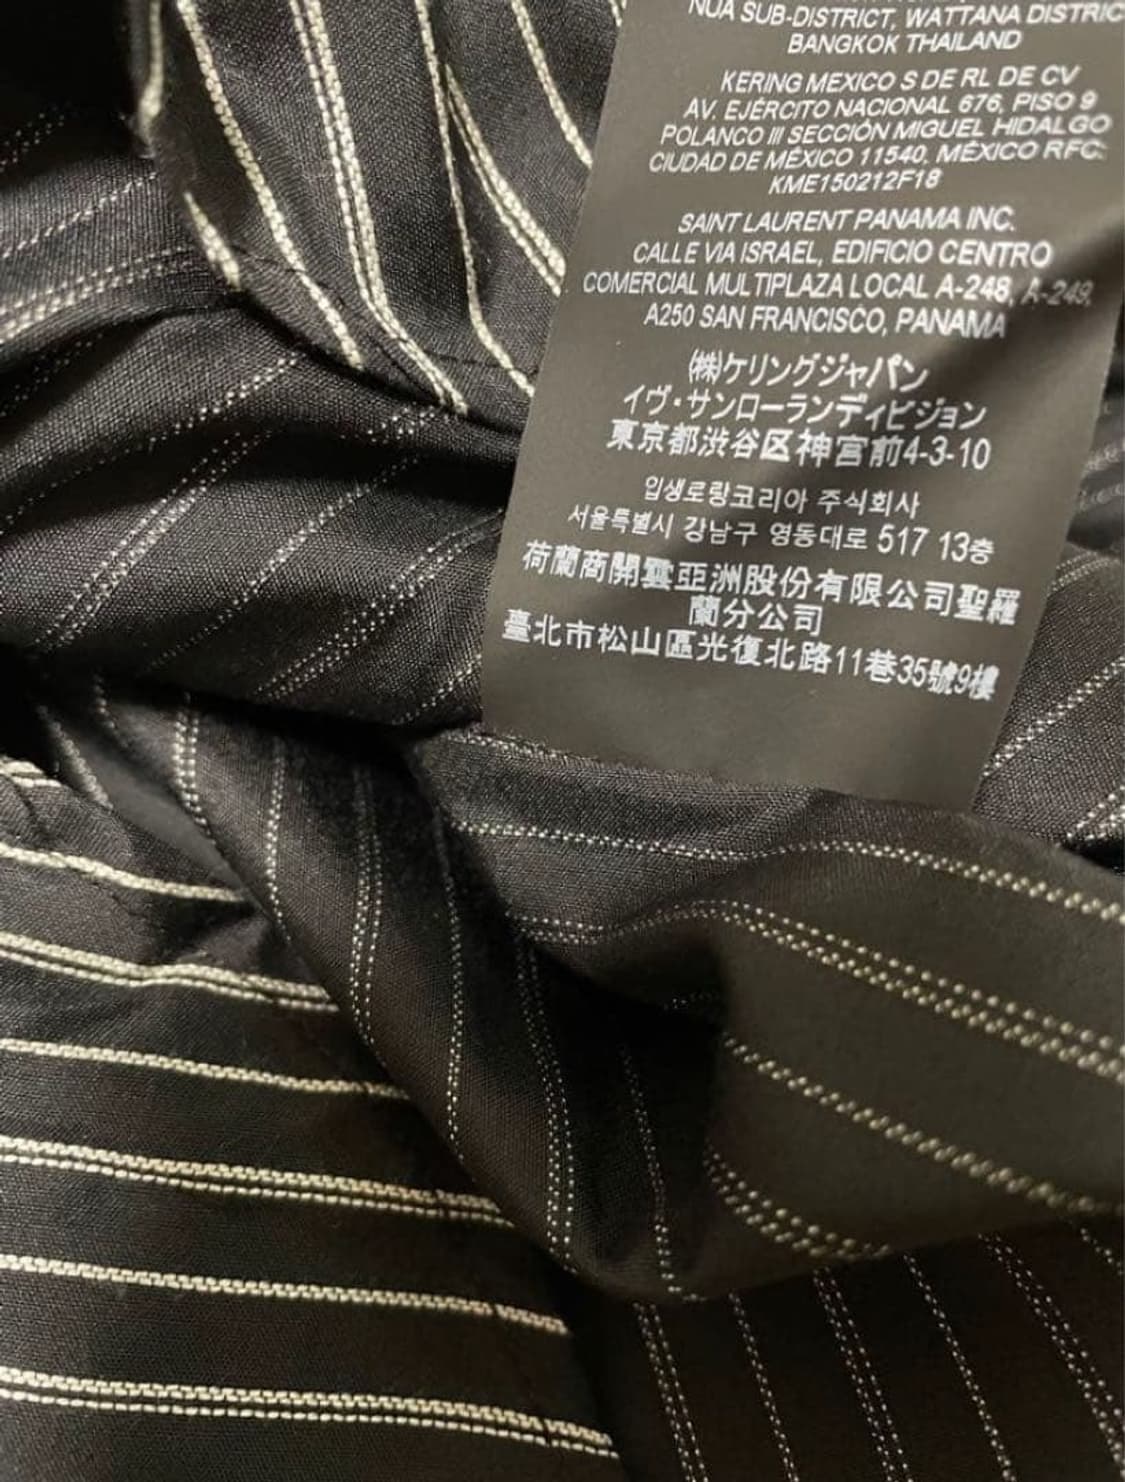 NUA SUB-DISTRICT, WATTANA DISTRIC
BANGKOK THAILAND
KERING MEXICO S DE RL DE CV
AV. EJÉRCITO NACIONAL 676, PISO 9
POLANCO III SECCIÓN MIGUEL HIDALGO
CIUDAD DE MÉXICO 11540, MÉXICO RFC:
KME150212F18
SAINT LAURENT PANAMA INC.
CALLE VIA ISRAEL, EDIFICIO CENTRO
COMERCIAL MULTIPLAZA LOCAL A-248, A-249,
A250 SAN FRANCISCO, PANAMA
(株)ケリングジャパン
イヴ・サンローランディビジョン
東京都渋谷区神宮前4-3-10
입생로랑코리아 주식회사
서울특별시 강남구 영동대로 517 13층
荷蘭商開雲亞洲股份有限公司聖羅
蘭分公司
臺北市松山區光復北路11巷35號9樓